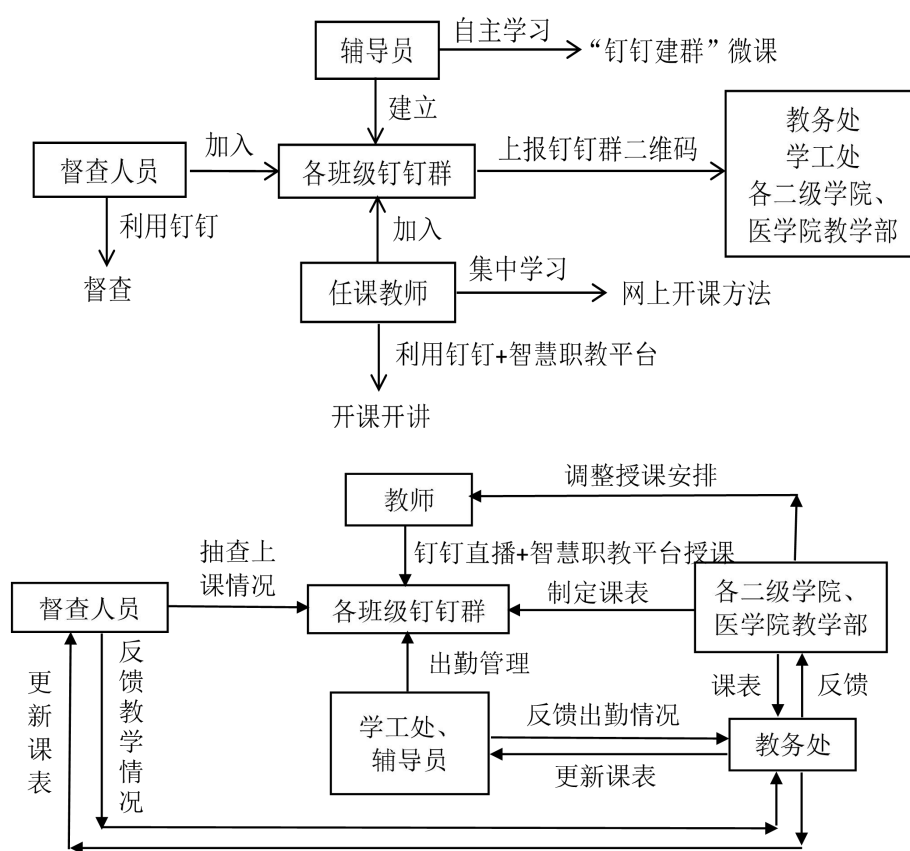 自主学习
辅导员
“钉钉建群”微课
建立
教务处
学工处
各二级学院、
医学院教学部
加入
上报钉钉群二维码
督查人员
各班级钉钉群
利用钉钉
加入
督查
集中学习
任课教师
网上开课方法
利用钉钉+智慧职教平台
开课开讲
调整授课安排
教师
抽查上
课情况
钉钉直播+智慧职教平台授课
督查人员
各班级钉钉群
制定课表
各二级学院、
医学院教学部
出勤管理
更新课表
反馈教学情况
课表
反馈
学工处、
辅导员
反馈出勤情况
教务处
更新课表